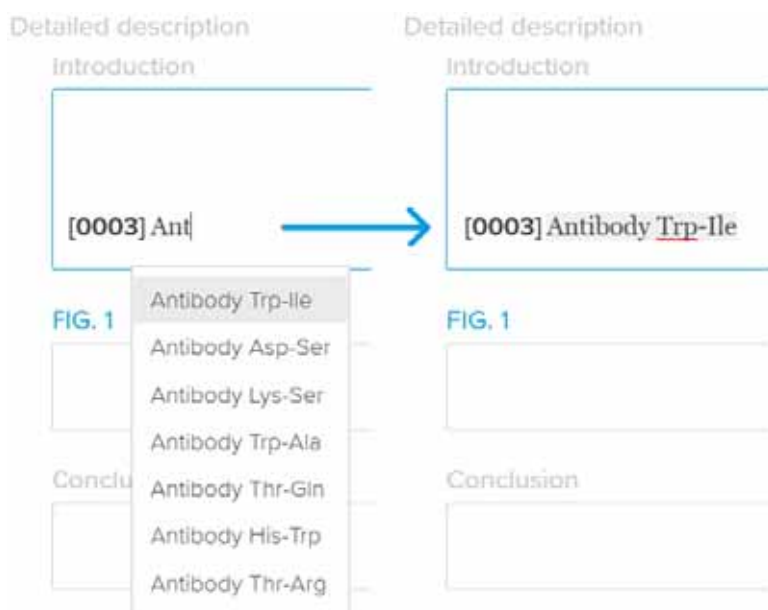 Detailed description
Introduction
[0003] Ant
Antibody Trp-Ile
Antibody Asp-Ser
Antibody Lys-Ser
Antibody Trp-Ala
Antibody Thr-Gln
Antibody His-Trp
Antibody Thr-Arg
FIG. 1
Conclu
Detailed description
Introduction
[0003] Antibody Trp-Ile
FIG. 1
Conclusion